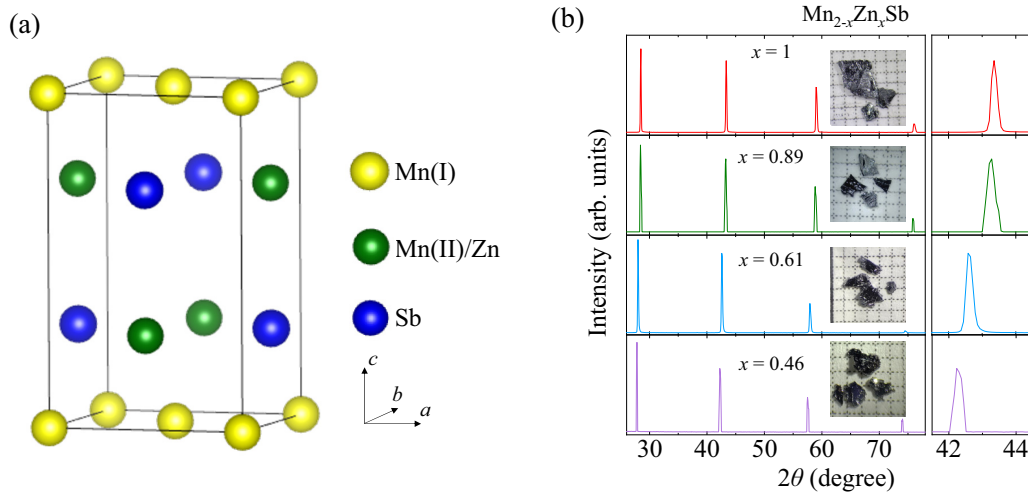 (a)
Mn(I)
Mn(II)/Zn
Sb
c
b
a
(b)
Mn2-xZnxSb
x = 1
x = 0.89
x = 0.61
x = 0.46
Intensity (arb. units)
30 40 50 60 70 42 44
2θ (degree)